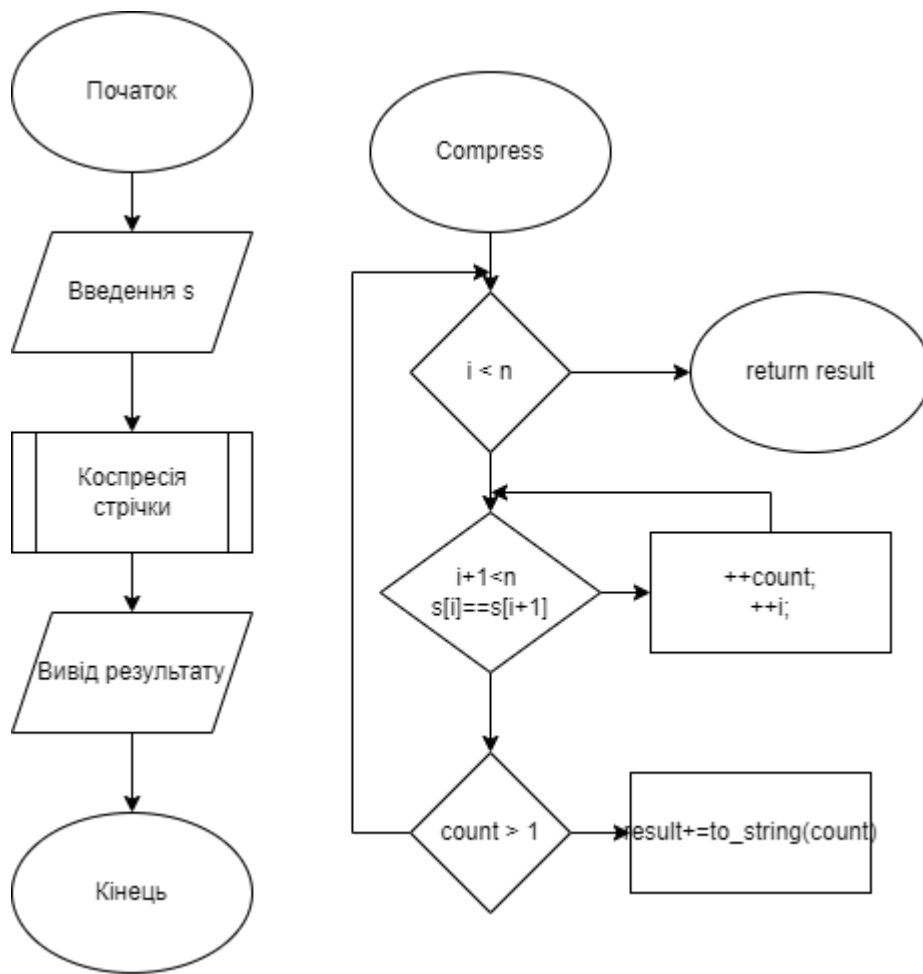 Початок
Введення s
Коспресія
стрічки
Вивід результату
Кінець
Compress
i < n
return result
i+1<n
s[i]==s[i+1]
++count;
++i;
count > 1
result+=to_string(count)